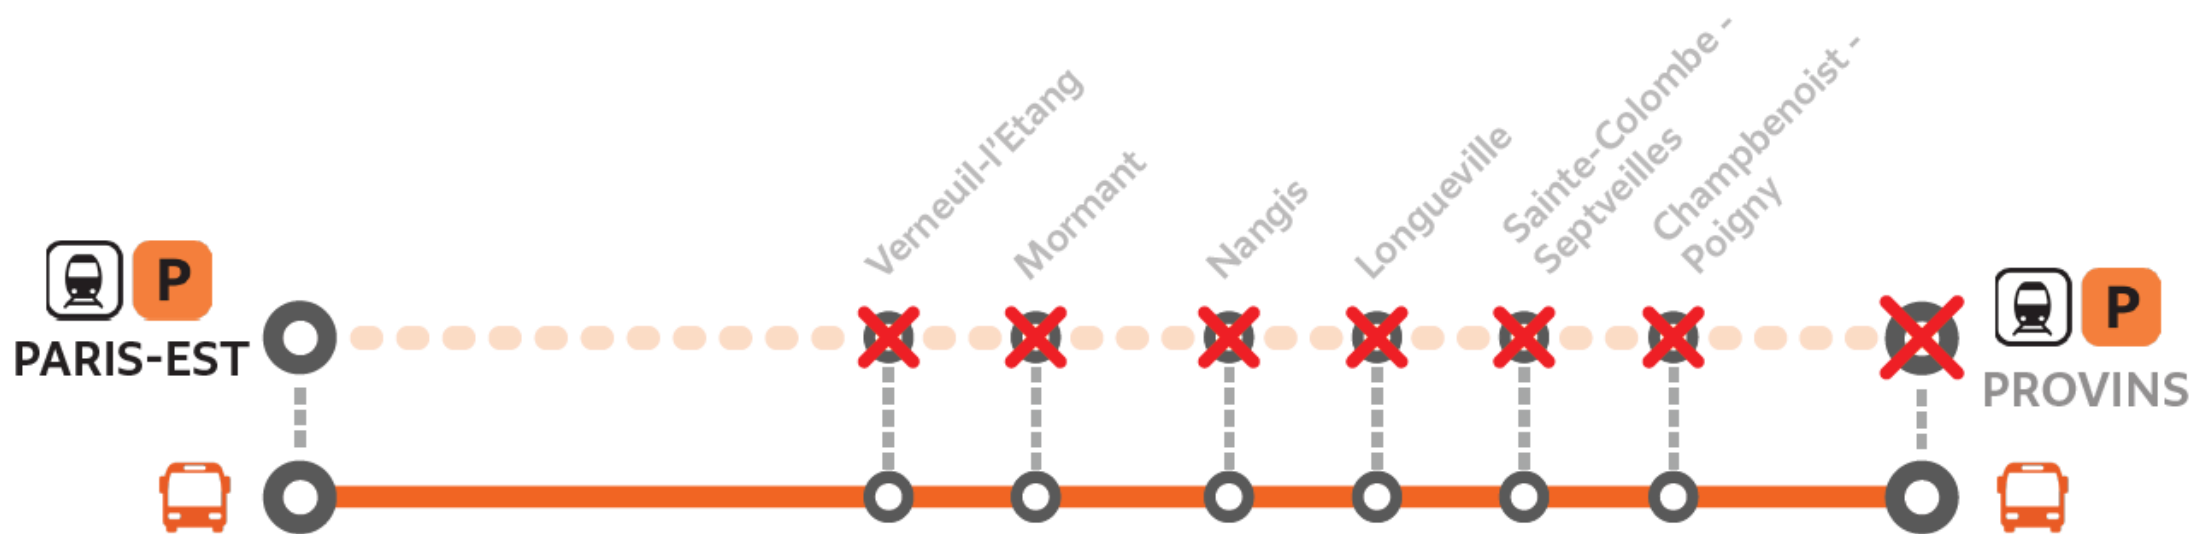 P
PARIS-EST
Verneuil-l'Etang
Mormant
Nangis
Longueville
Sainte-Colombe -
Septveilles
Champbenoist -
Poigny
P
PROVINS